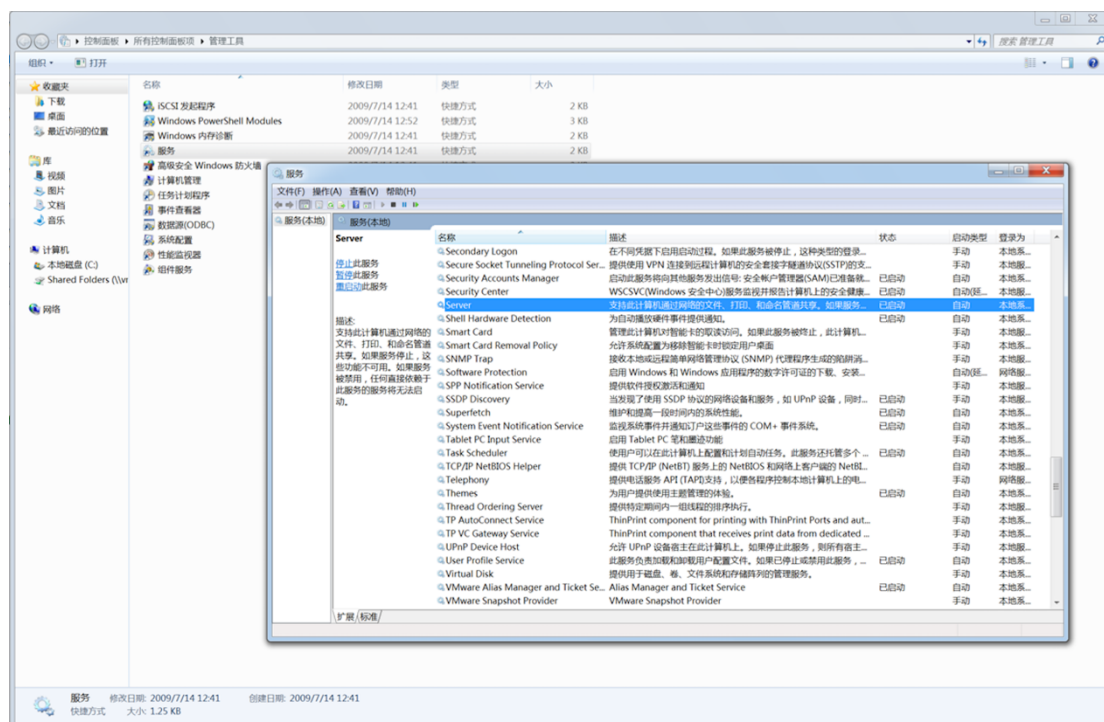 控制面板 ▸ 所有控制面板项 ▸ 管理工具
搜索 管理工具
组织 打开
收藏夹
下载
桌面
最近访问的位置
库
视频
图片
文档
音乐
计算机
本地磁盘 (C:)
Shared Folders (\\vr
网络
名称 修改日期 类型 大小
iSCSI 发起程序 2009/7/14 12:41 快捷方式 2 KB
Windows PowerShell Modules 2009/7/14 12:52 快捷方式 3 KB
Windows 内存诊断 2009/7/14 12:41 快捷方式 2 KB
服务 2009/7/14 12:41 快捷方式 2 KB
高级安全 Windows 防火墙
计算机管理
任务计划程序
事件查看器
数据源(ODBC)
系统配置
性能监视器
组件服务
服务
文件(F) 操作(A) 查看(V) 帮助(H)
服务(本地)
服务(本地)
Server
停止此服务
暂停此服务
重启动此服务
描述:
支持此计算机通过网络的
文件、打印、和命名管道
共享。如果服务停止，这
些功能不可用。如果服务
被禁用，任何直接依赖于
此服务的服务将无法启
动。
名称 描述 状态 启动类型 登录为
Secondary Logon 在不同凭据下启用启动过程。如果此服务被停止，这种类型的登录... 手动 本地系...
Secure Socket Tunneling Protocol Ser... 提供使用 VPN 连接到远程计算机的安全套接字隧道协议(SSTP)的支... 手动 本地服...
Security Accounts Manager 启动此服务将向其他服务发出信号: 安全帐户管理器(SAM)已准备就... 已启动 自动 本地系...
Security Center WSCSVC(Windows 安全中心)服务监视并报告计算机上的安全健康... 已启动 自动(延... 本地服...
Server 支持此计算机通过网络的文件、打印、和命名管道共享。如果服务... 已启动 自动 本地系...
Shell Hardware Detection 为自动播放硬件事件提供通知。 已启动 自动 本地系...
Smart Card 管理此计算机对智能卡的取读访问。如果此服务被终止，此计算机... 手动 本地服...
Smart Card Removal Policy 允许系统配置为移除智能卡时锁定用户桌面 手动 本地系...
SNMP Trap 接收本地或远程简单网络管理协议 (SNMP) 代理程序生成的陷阱消... 手动 本地服...
Software Protection 启用 Windows 和 Windows 应用程序的数字许可证的下载、安装... 自动(延... 网络服...
SPP Notification Service 提供软件授权激活和通知 手动 本地服...
SSDP Discovery 当发现了使用 SSDP 协议的网络设备和服务，如 UPnP 设备，同时... 已启动 手动 本地服...
Superfetch 维护和提高一段时间内的系统性能。 已启动 自动 本地系...
System Event Notification Service 监视系统事件并通知订户这些事件的 COM+ 事件系统。 已启动 自动 本地系...
Tablet PC Input Service 启用 Tablet PC 笔和墨迹功能 手动 本地系...
Task Scheduler 使用户可以在此计算机上配置和计划自动任务。此服务还托管多个 ... 已启动 自动 本地系...
TCP/IP NetBIOS Helper 提供 TCP/IP (NetBT) 服务上的 NetBIOS 和网络上客户端的 NetBI... 自动 本地服...
Telephony 提供电话服务 API (TAPI)支持，以便各程序控制本地计算机上的电... 手动 网络服...
Themes 为用户提供使用主题管理的体验。 已启动 自动 本地系...
Thread Ordering Server 提供特定期间内一组线程的排序执行。 手动 本地服...
TP AutoConnect Service ThinPrint component for printing with ThinPrint Ports and aut... 手动 本地系...
TP VC Gateway Service ThinPrint component that receives print data from dedicated ... 手动 本地系...
UPnP Device Host 允许 UPnP 设备宿主在此计算机上。如果停止此服务，则所有宿主... 手动 本地服...
User Profile Service 此服务负责加载和卸载用户配置文件。如果已停止或禁用此服务，... 已启动 自动 本地系...
Virtual Disk 提供用于磁盘、卷、文件系统和存储阵列的管理服务。 手动 本地系...
VMware Alias Manager and Ticket Se... Alias Manager and Ticket Service 已启动 自动 本地系...
VMware Snapshot Provider VMware Snapshot Provider 手动 本地系...
扩展 标准
服务 修改日期: 2009/7/14 12:41 创建日期: 2009/7/14 12:41
快捷方式 大小: 1.25 KB